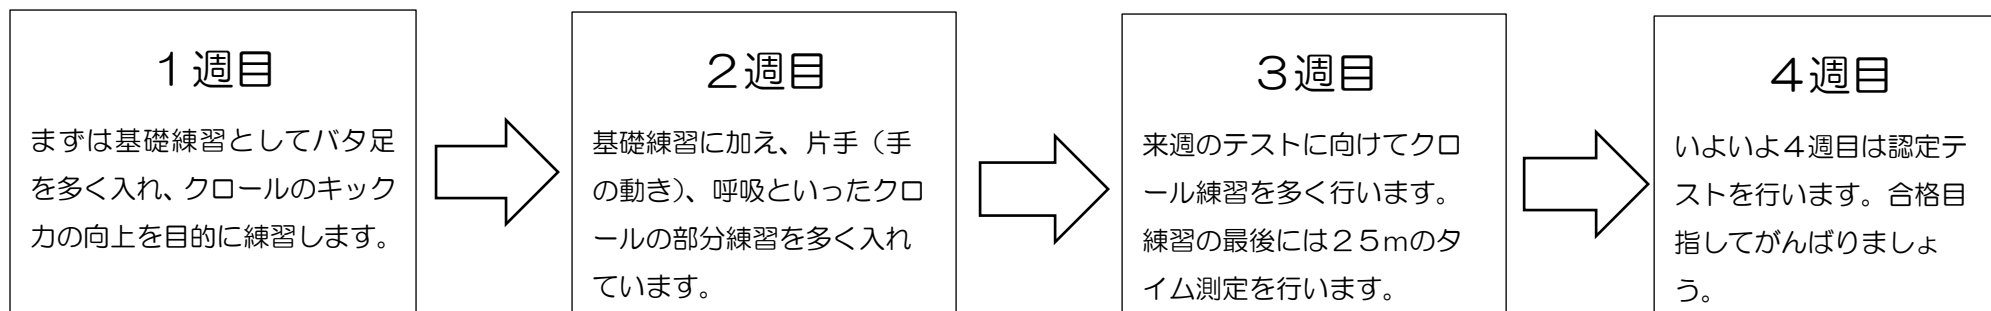 1週目
まずは基礎練習としてバタ足
を多く入れ、クロールのキック
力の向上を目的に練習します。
2週目
基礎練習に加え、片手（手
の動き）、呼吸といったクロ
ールの部分練習を多く入れ
ています。
3週目
来週のテストに向けてクロ
ール練習を多く行います。
練習の最後には２５ｍのタ
イム測定を行います。
４週目
いよいよ４週目は認定テ
ストを行います。合格目
指してがんばりましょ
う。